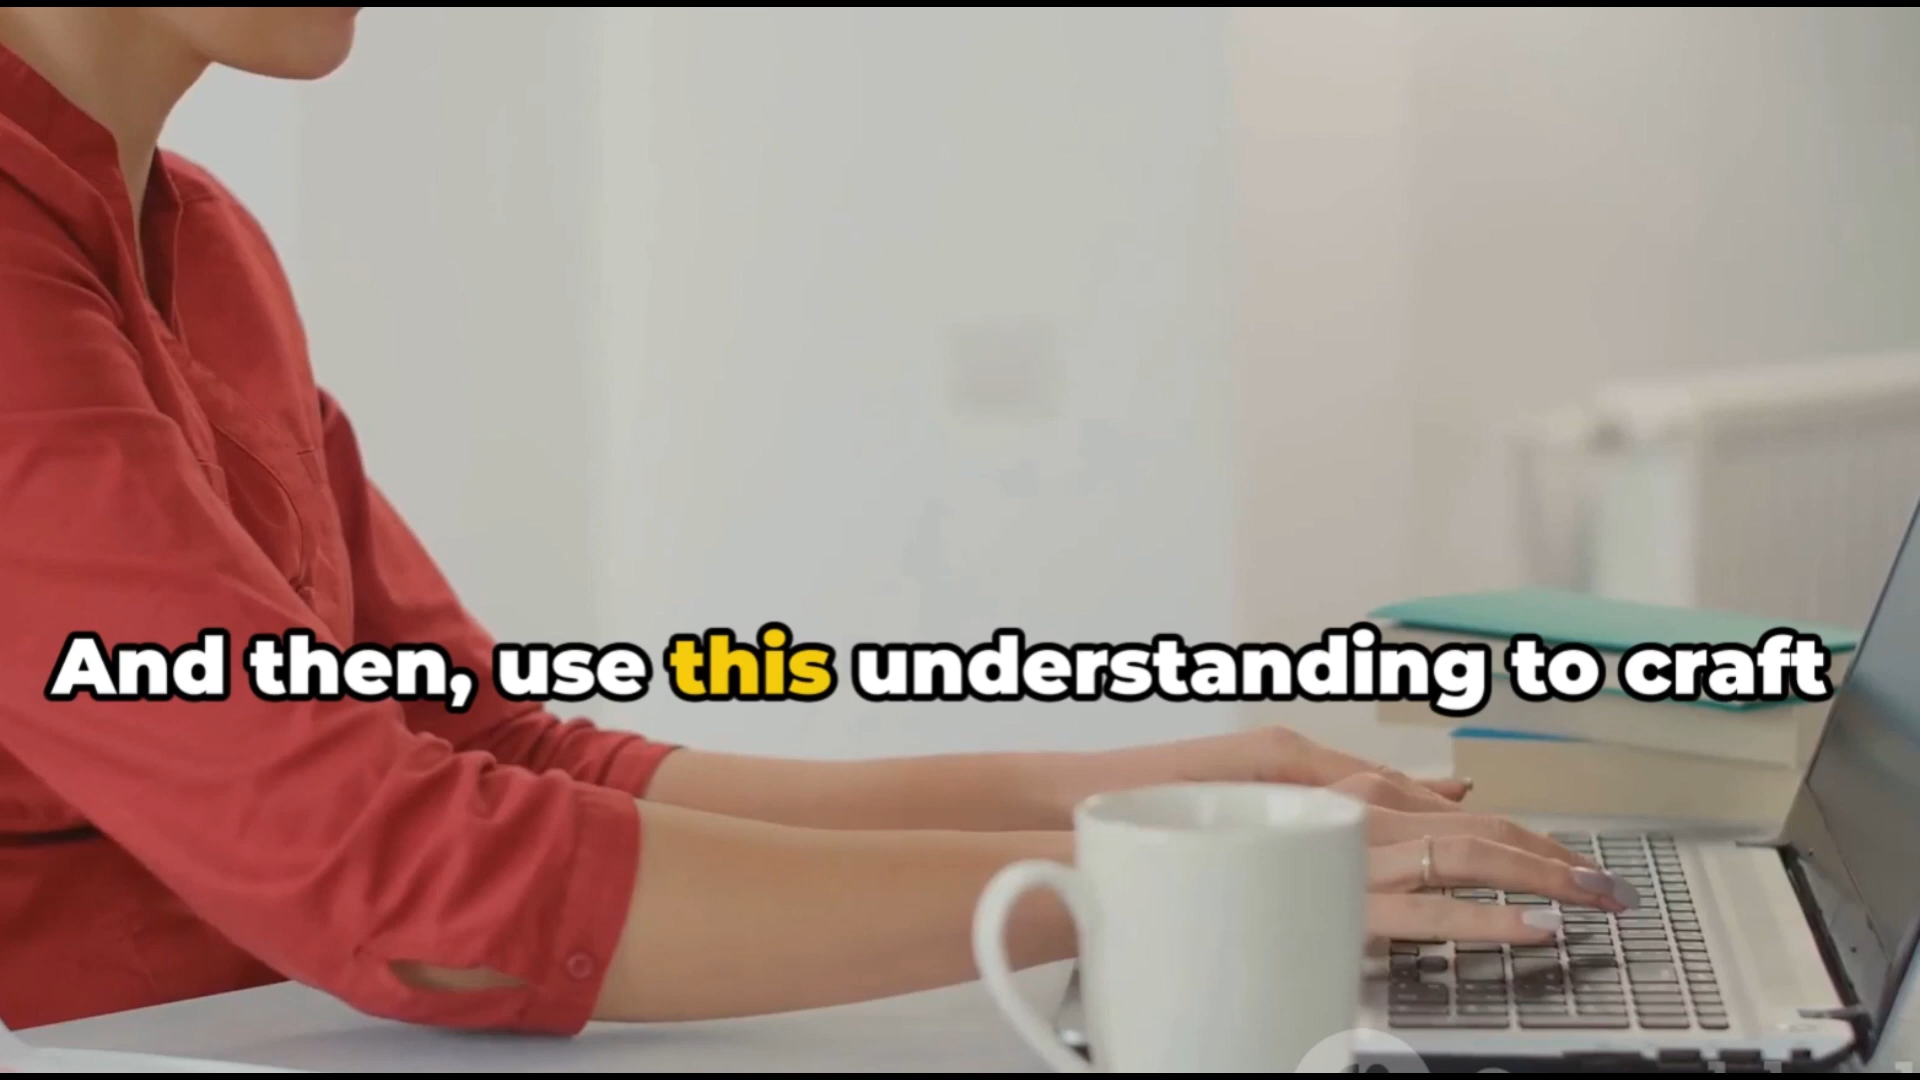 And then, use this understanding to craft